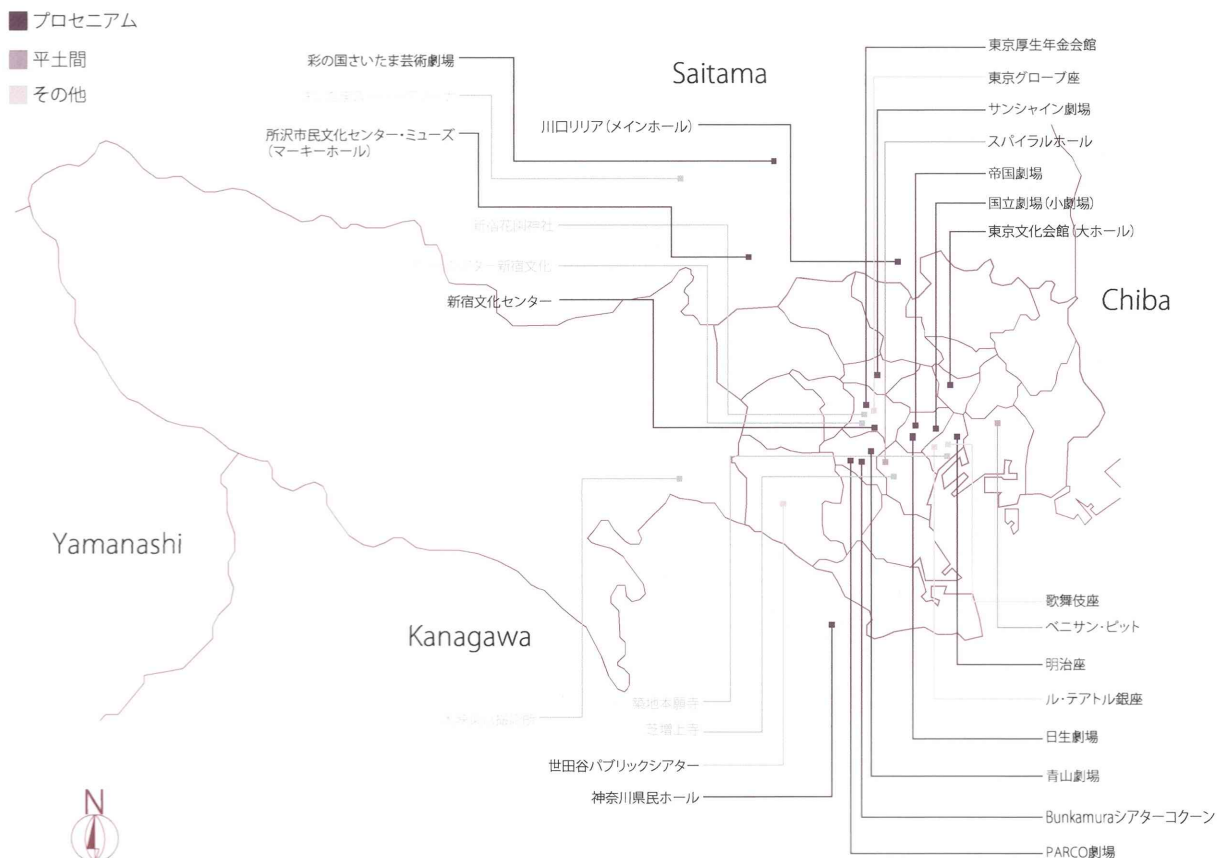 プロセニアム
平土間
その他
彩の国さいたま芸術劇場
所沢市民文化センター・ミューズ
(マーキーホール)
川口リリア(メインホール)
Saitama
新宿花園神社
新宿文化
新宿文化センター
東京厚生年金会館
東京グローブ座
サンシャイン劇場
スパイラルホール
帝国劇場
国立劇場(小劇場)
東京文化会館(大ホール)
Chiba
Yamanashi
Kanagawa
築地本願寺
芝増上寺
世田谷パブリックシアター
神奈川県民ホール
歌舞伎座
ベニサン・ピット
明治座
ル・テアトル銀座
日生劇場
青山劇場
Bunkamuraシアターコクーン
PARCO劇場
N